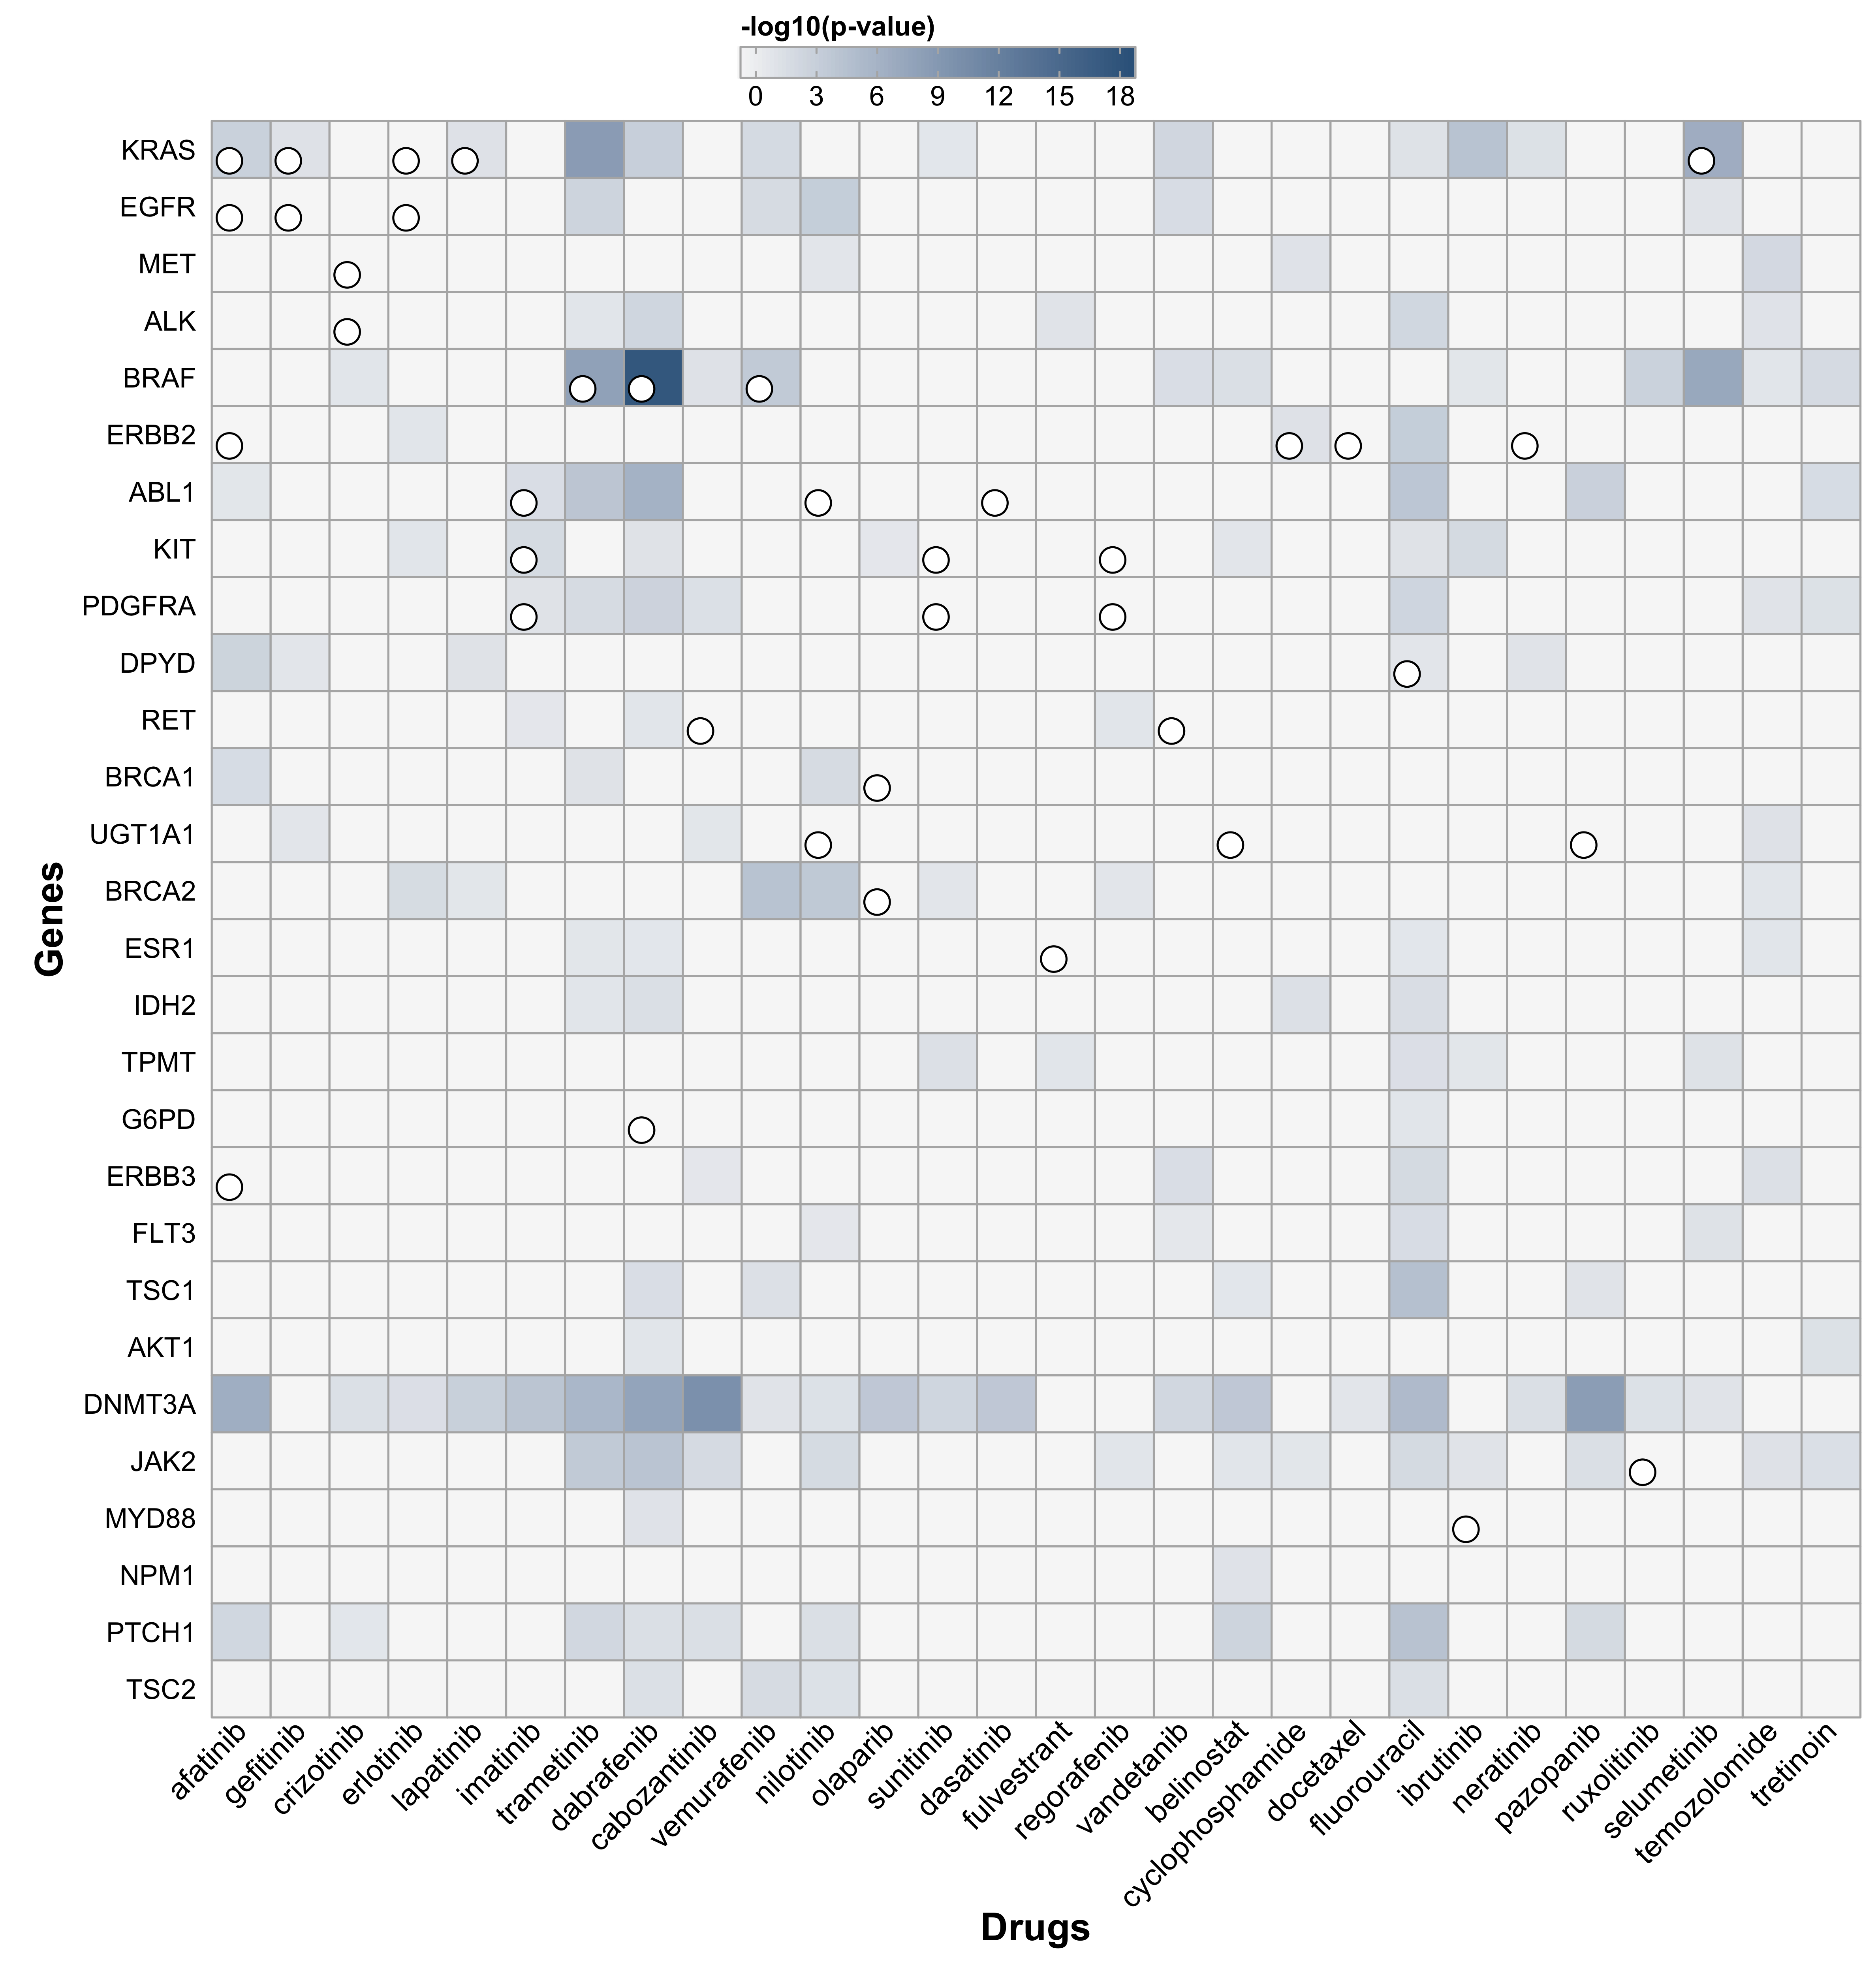 -log10(p-value)
0 3 6 9 12 15 18
KRAS
EGFR
MET
ALK
BRAF
ERBB2
ABL1
KIT
PDGFRA
DPYD
RET
BRCA1
UGT1A1
BRCA2
ESR1
IDH2
TPMT
G6PD
ERBB3
FLT3
TSC1
AKT1
DNMT3A
JAK2
MYD88
NPM1
PTCH1
TSC2
Genes
afatinib
gefitinib
crizotinib
erlotinib
lapatinib
imatinib
trametinib
dabrafenib
cabozantinib
vemurafenib
nilotinib
olaparib
sunitinib
dasatinib
fulvestrant
regorafenib
vandetanib
belinostat
cyclophosphamide
docetaxel
fluorouracil
ibrutinib
neratinib
pazopanib
ruxolitinib
selumetinib
temozolomide
tretinoin
Drugs